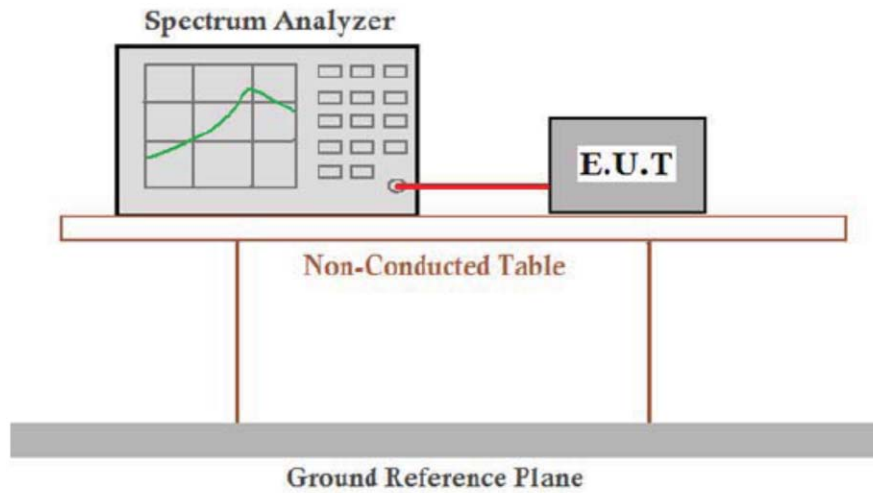 Spectrum Analyzer
E.U.T
Non-Conducted Table
Ground Reference Plane